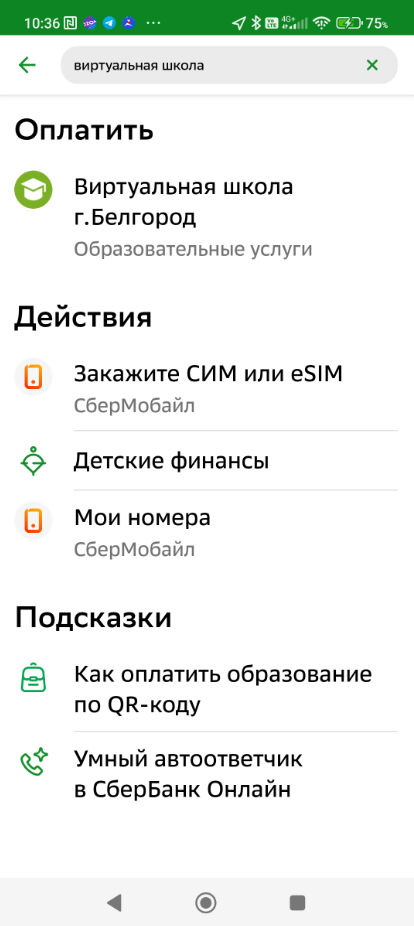 10:36 75%
виртуальная школа
Оплатить
Виртуальная школа
г.Белгород
Образовательные услуги
Действия
Закажите СИМ или eSIM
СберМобайл
Детские финансы
Мои номера
СберМобайл
Подсказки
Как оплатить образование
по QR-коду
Умный автоответчик
в СберБанк Онлайн